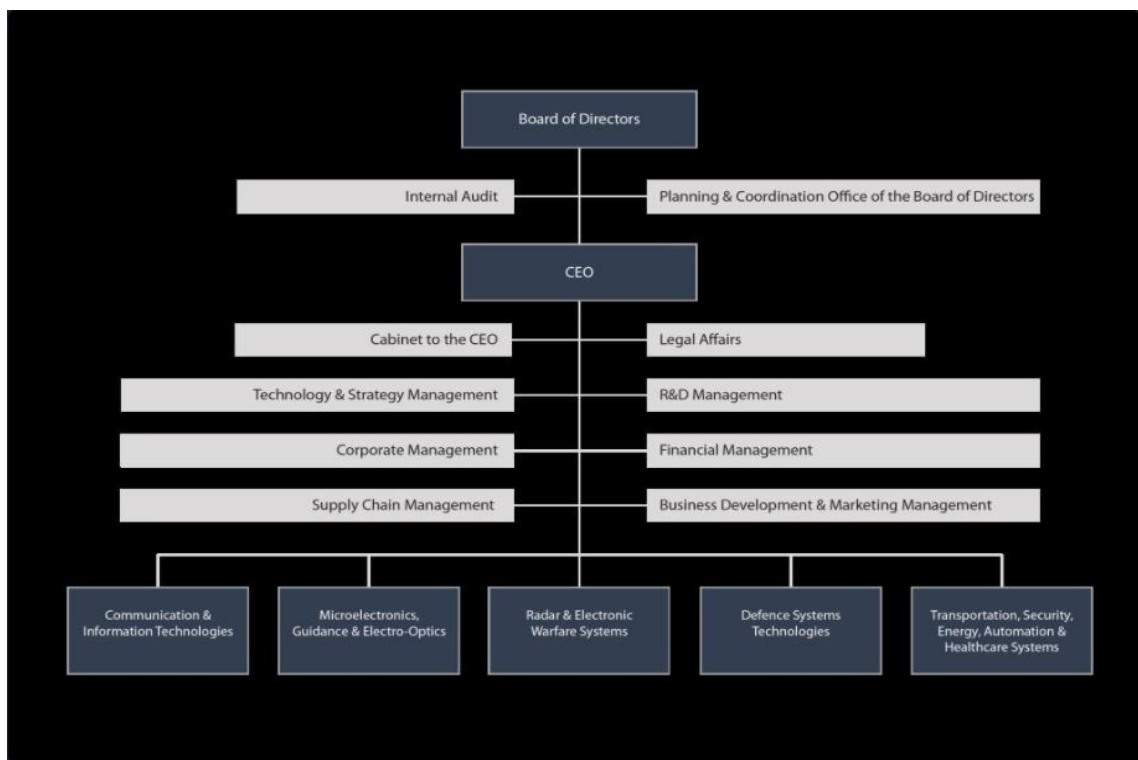 Board of Directors
Internal Audit
Planning & Coordination Office of the Board of Directors
CEO
Cabinet to the CEO
Legal Affairs
Technology & Strategy Management
R&D Management
Corporate Management
Financial Management
Supply Chain Management
Business Development & Marketing Management
Communication &
Information Technologies
Microelectronics,
Guidance & Electro-Optics
Radar & Electronic
Warfare Systems
Defence Systems
Technologies
Transportation, Security,
Energy, Automation &
Healthcare Systems